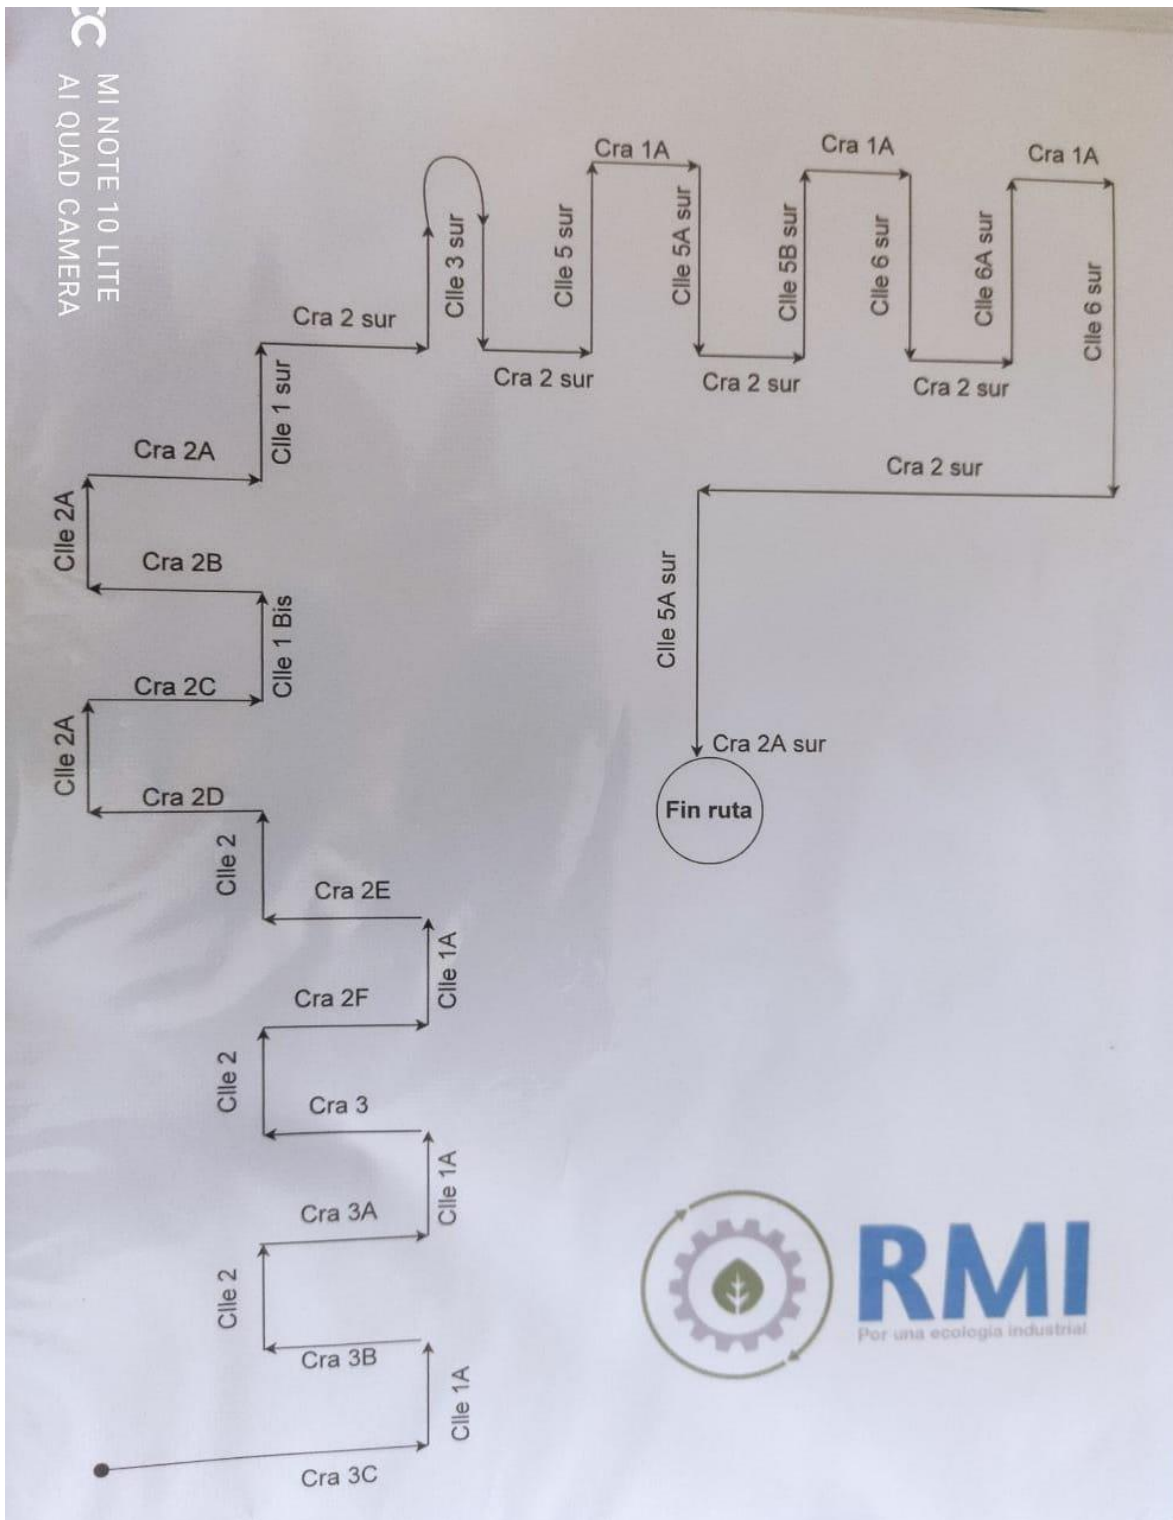 MI NOTE 10 LITE
AI QUAD CAMERA
Cra 1A
Cra 1A
Cra 1A
Clle 3 sur
Clle 5 sur
Clle 5A sur
Clle 5B sur
Clle 6 sur
Clle 6A sur
Clle 6 sur
Cra 2 sur
Cra 2 sur
Cra 2 sur
Cra 2 sur
Clle 1 sur
Cra 2A
Cra 2 sur
Clle 2A
Cra 2B
Clle 1 Bis
Clle 5A sur
Cra 2C
Clle 2A
Cra 2A sur
Cra 2D
Fin ruta
Clle 2
Cra 2E
Clle 1A
Cra 2F
Clle 2
Cra 3
Clle 1A
Cra 3A
Clle 2
RMI
Por una ecología industrial
Cra 3B
Clle 1A
Cra 3C